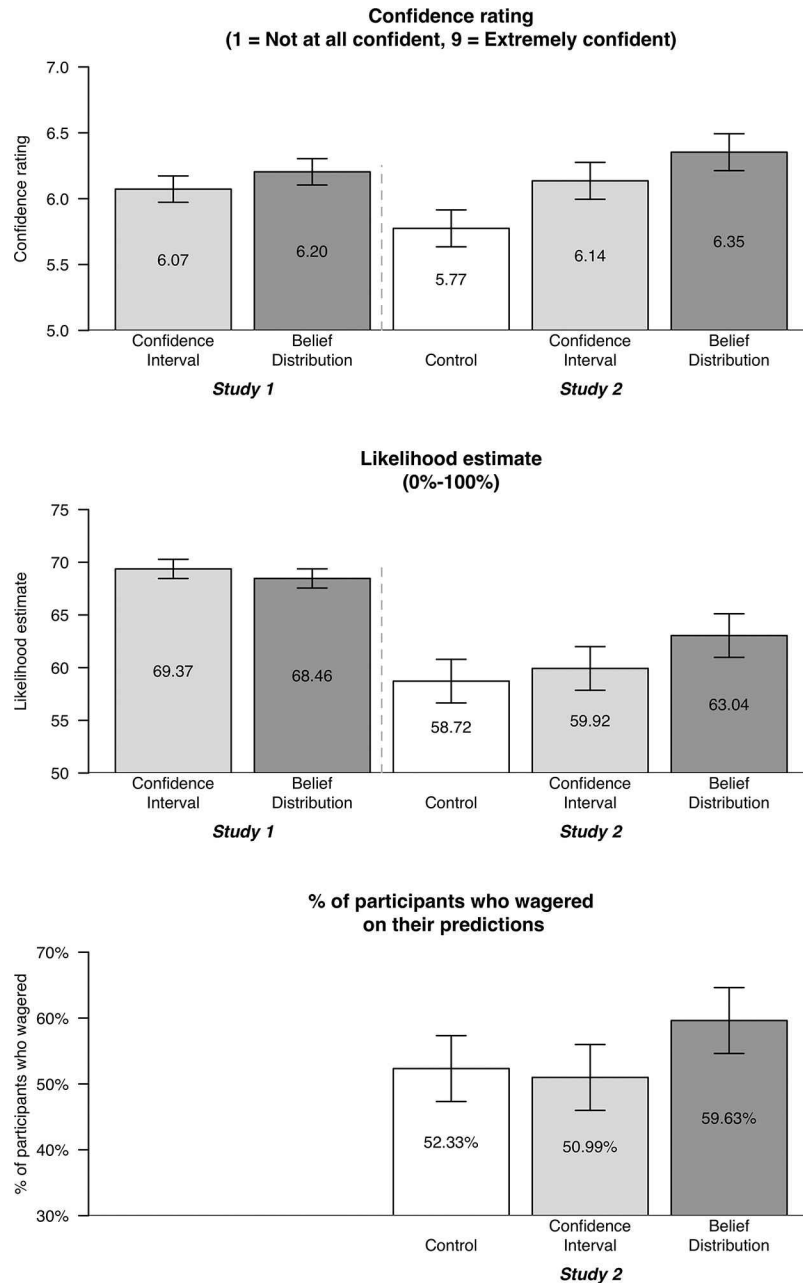 Confidence rating
(1 = Not at all confident, 9 = Extremely confident)
7.0
6.5
6.0
5.5
5.0
Confidence rating
6.07
6.20
5.77
6.14
6.35
Confidence
Interval
Belief
Distribution
Control
Confidence
Interval
Belief
Distribution
Study 1
Study 2
Likelihood estimate
(0%-100%)
75
70
65
60
55
50
Likelihood estimate
69.37
68.46
58.72
59.92
63.04
Confidence
Interval
Belief
Distribution
Control
Confidence
Interval
Belief
Distribution
Study 1
Study 2
% of participants who wagered
on their predictions
70%
60%
50%
40%
30%
% of participants who wagered
52.33%
50.99%
59.63%
Control
Confidence
Interval
Belief
Distribution
Study 2